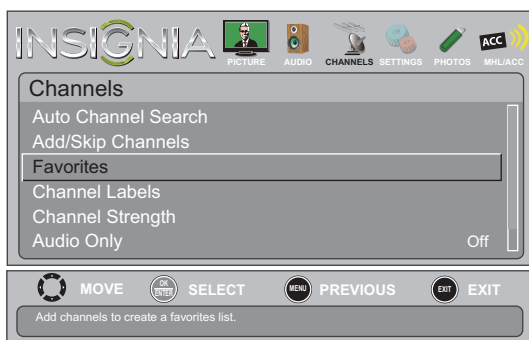 INSIGNIA
PICTURE AUDIO CHANNELS SETTINGS PHOTOS MHL/ACC
ACC
Channels
Auto Channel Search
Add/Skip Channels
Favorites
Channel Labels
Channel Strength
Audio Only Off
MOVE OK ENTER SELECT MENU PREVIOUS EXIT EXIT
Add channels to create a favorites list.